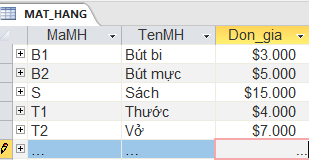 MAT_HANG
MaMH TenMH Don_gia
B1 Bút bi $3.000
B2 Bút mực $5.000
S Sách $15.000
T1 Thước $4.000
T2 Vở $7.000
... ... ...